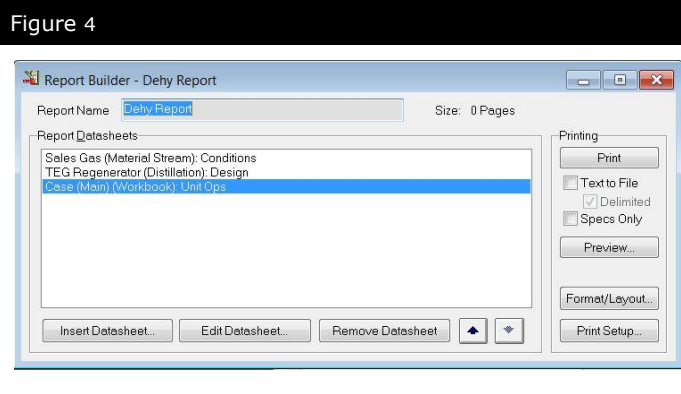 Figure 4
Report Builder - Dehy Report
Report Name Dehy Report Size: 0 Pages
Report Datasheets
Sales Gas (Material Stream): Conditions
TEG Regenerator (Distillation): Design
Case (Main) (Workbook): Unit Ops
Insert Datasheet... Edit Datasheet... Remove Datasheet
Printing
Print
Text to File
Delimited
Specs Only
Preview...
Format/Layout...
Print Setup...